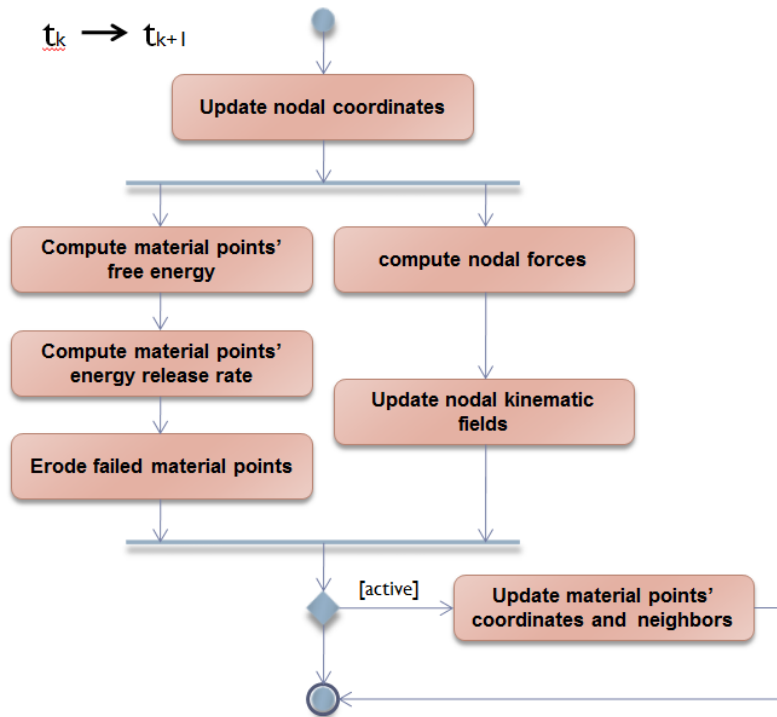 tk → tk+1
Update nodal coordinates
Compute material points'
free energy
compute nodal forces
Compute material points'
energy release rate
Update nodal kinematic
fields
Erode failed material points
[active]
Update material points'
coordinates and neighbors